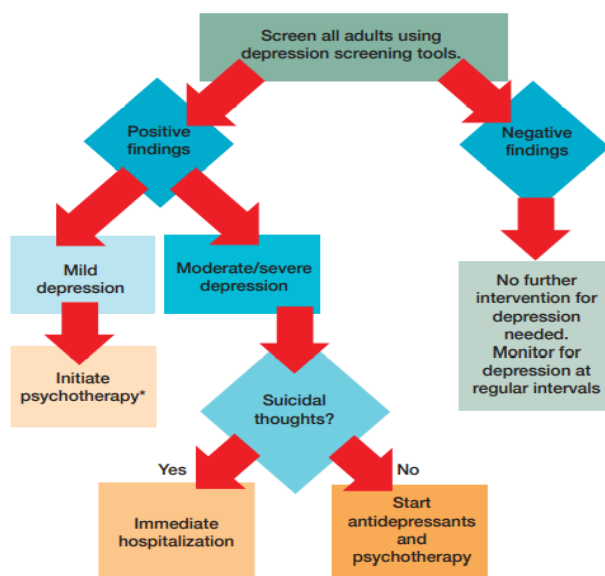 Screen all adults using
depression screening tools.
Positive
findings
Negative
findings
Mild
depression
Moderate/severe
depression
No further
intervention for
depression
needed.
Monitor for
depression at
regular intervals
Initiate
psychotherapy*
Suicidal
thoughts?
Yes
No
Immediate
hospitalization
Start
antidepressants
and
psychotherapy